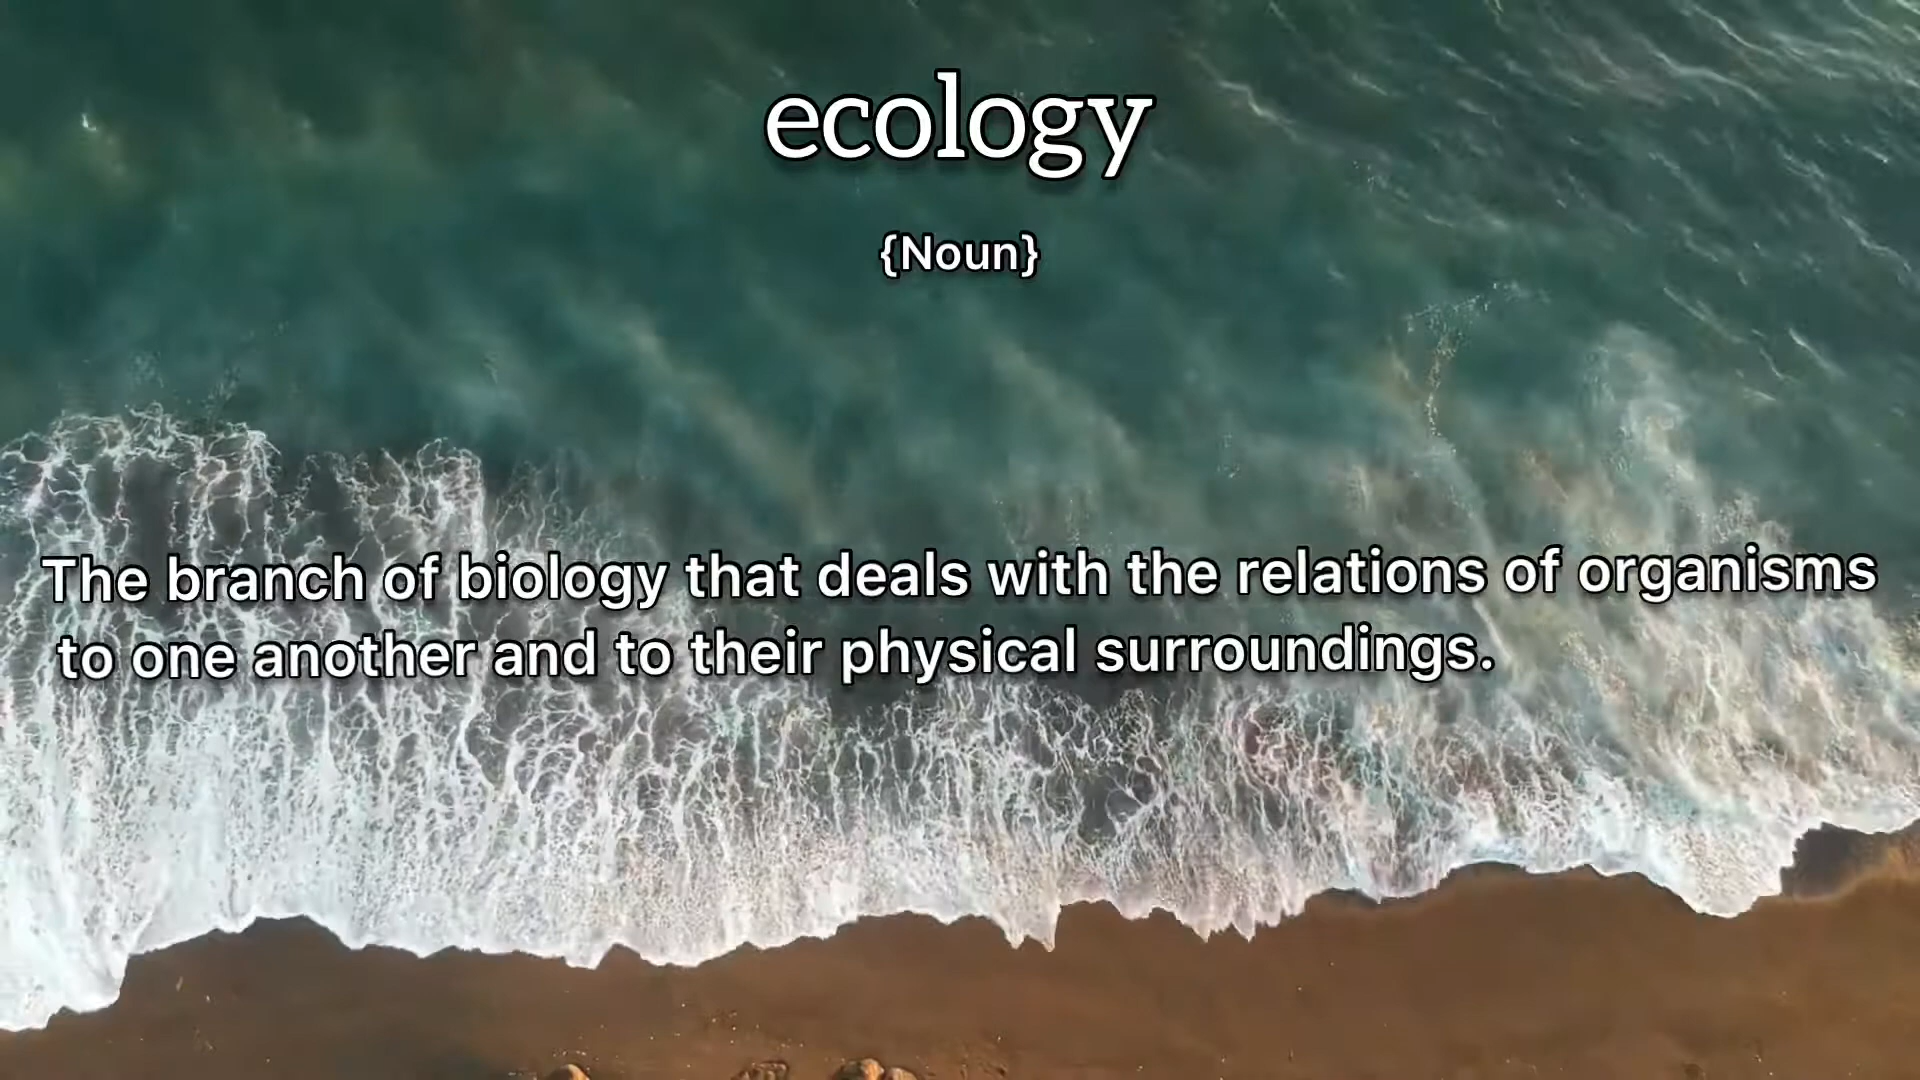 ecology
{Noun}
The branch of biology that deals with the relations of organisms
to one another and to their physical surroundings.